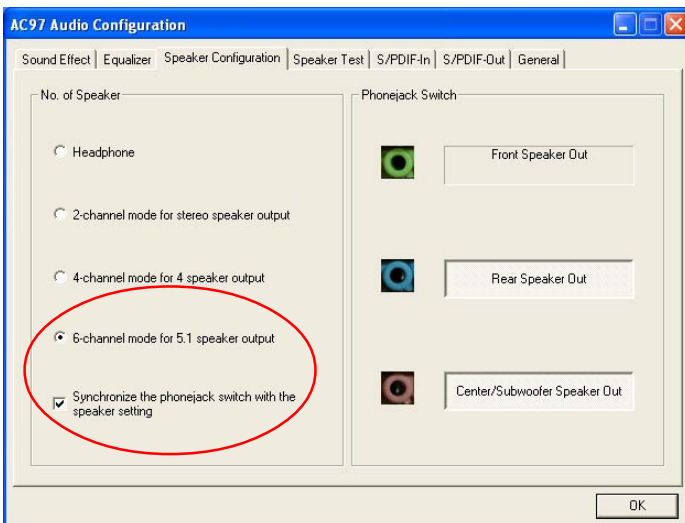 AC97 Audio Configuration
Sound Effect Equalizer Speaker Configuration Speaker Test S/PDIF-In S/PDIF-Out General
No. of Speaker
Headphone
2-channel mode for stereo speaker output
4-channel mode for 4 speaker output
6-channel mode for 5.1 speaker output
Synchronize the phonejack switch with the
speaker setting
Phonejack Switch
Front Speaker Out
Rear Speaker Out
Center/Subwoofer Speaker Out
OK